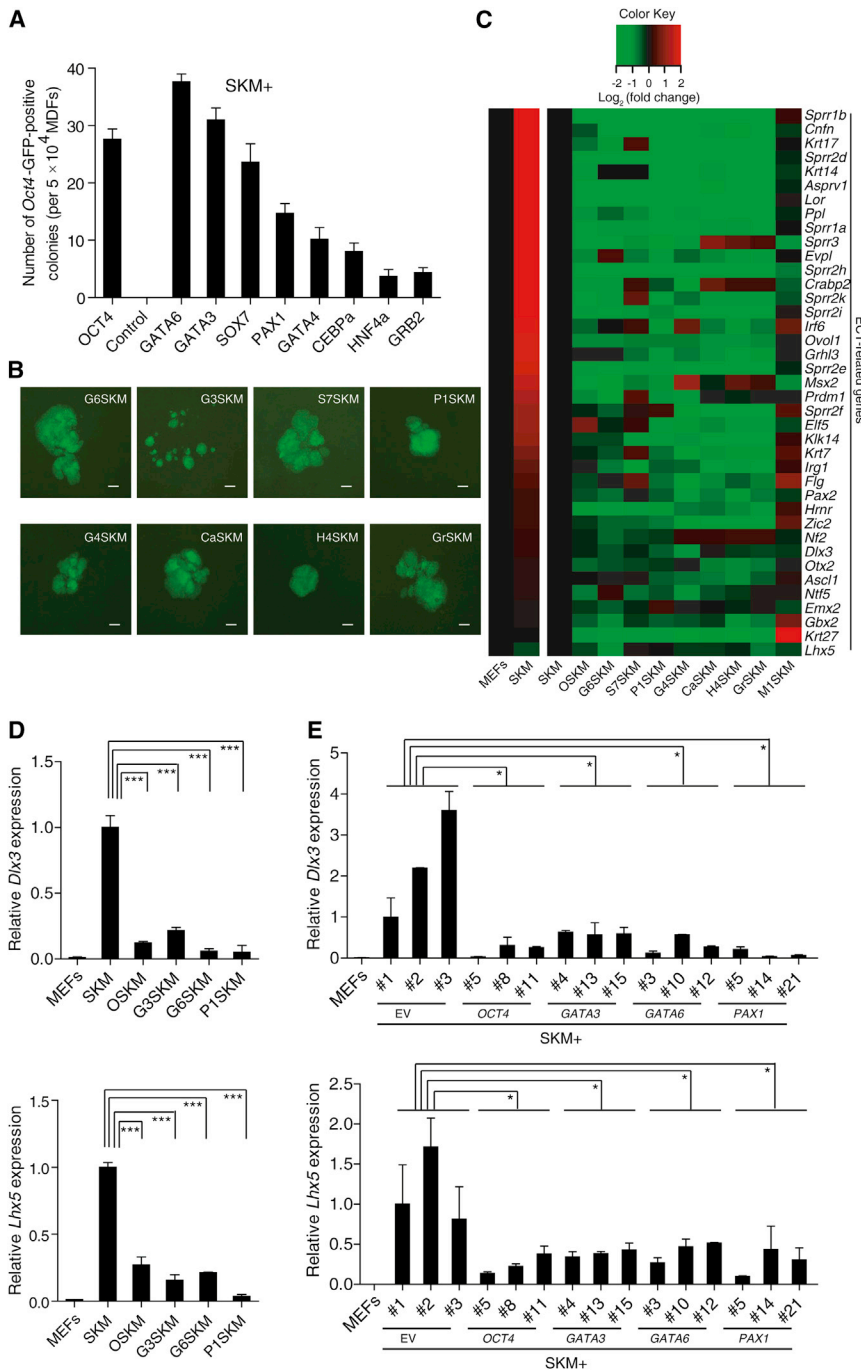 A
Number of Oct4-GFP-positive
colonies (per 5 × 10⁴ MDFs)
40
30
20
10
0
SKM+
OCT4
Control
GATA6
GATA3
SOX7
PAX1
GATA4
CEBPa
HNF4a
GRB2
B
G6SKM
G3SKM
S7SKM
P1SKM
G4SKM
CaSKM
H4SKM
GrSKM
C
Color Key
-2 -1 0 1 2
Log₂ (fold change)
Sprr1b
Cnfn
Krt17
Sprr2d
Krt14
Asprv1
Lor
Ppl
Sprr1a
Sprr3
Evpl
Sprr2h
Crabp2
Sprr2k
Sprr2i
Irf6
Ovol1
Grhl3
Sprr2e
Msx2
Prdm1
Sprr2f
Elf5
Klk14
Krt7
Irg1
Flg
Pax2
Hrnr
Zic2
Nf2
Dlx3
Otx2
Ascl1
Ntf5
Emx2
Gbx2
Krt27
Lhx5
ECT-related genes
MEFs
SKM
SKM
OSKM
G6SKM
S7SKM
P1SKM
G4SKM
CaSKM
H4SKM
GrSKM
M1SKM
D
Relative Dlx3 expression
1.5
1.0
0.5
0.0
***
***
***
***
MEFs
SKM
OSKM
G3SKM
G6SKM
P1SKM
Relative Lhx5 expression
1.5
1.0
0.5
0.0
***
***
***
***
MEFs
SKM
OSKM
G3SKM
G6SKM
P1SKM
E
Relative Dlx3 expression
5
4
3
2
1
0
*
*
*
*
MEFs
#1
#2
#3
#5
#8
#11
#4
#13
#15
#3
#10
#12
#5
#14
#21
EV
OCT4
GATA3
GATA6
PAX1
SKM+
Relative Lhx5 expression
2.5
2.0
1.5
1.0
0.5
0.0
*
*
*
*
MEFs
#1
#2
#3
#5
#8
#11
#4
#13
#15
#3
#10
#12
#5
#14
#21
EV
OCT4
GATA3
GATA6
PAX1
SKM+